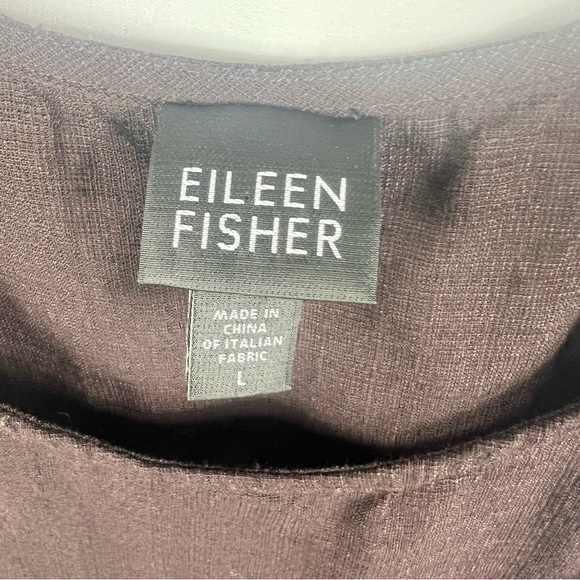 EILEEN
FISHER
MADE IN
CHINA
OF ITALIAN
FABRIC
L